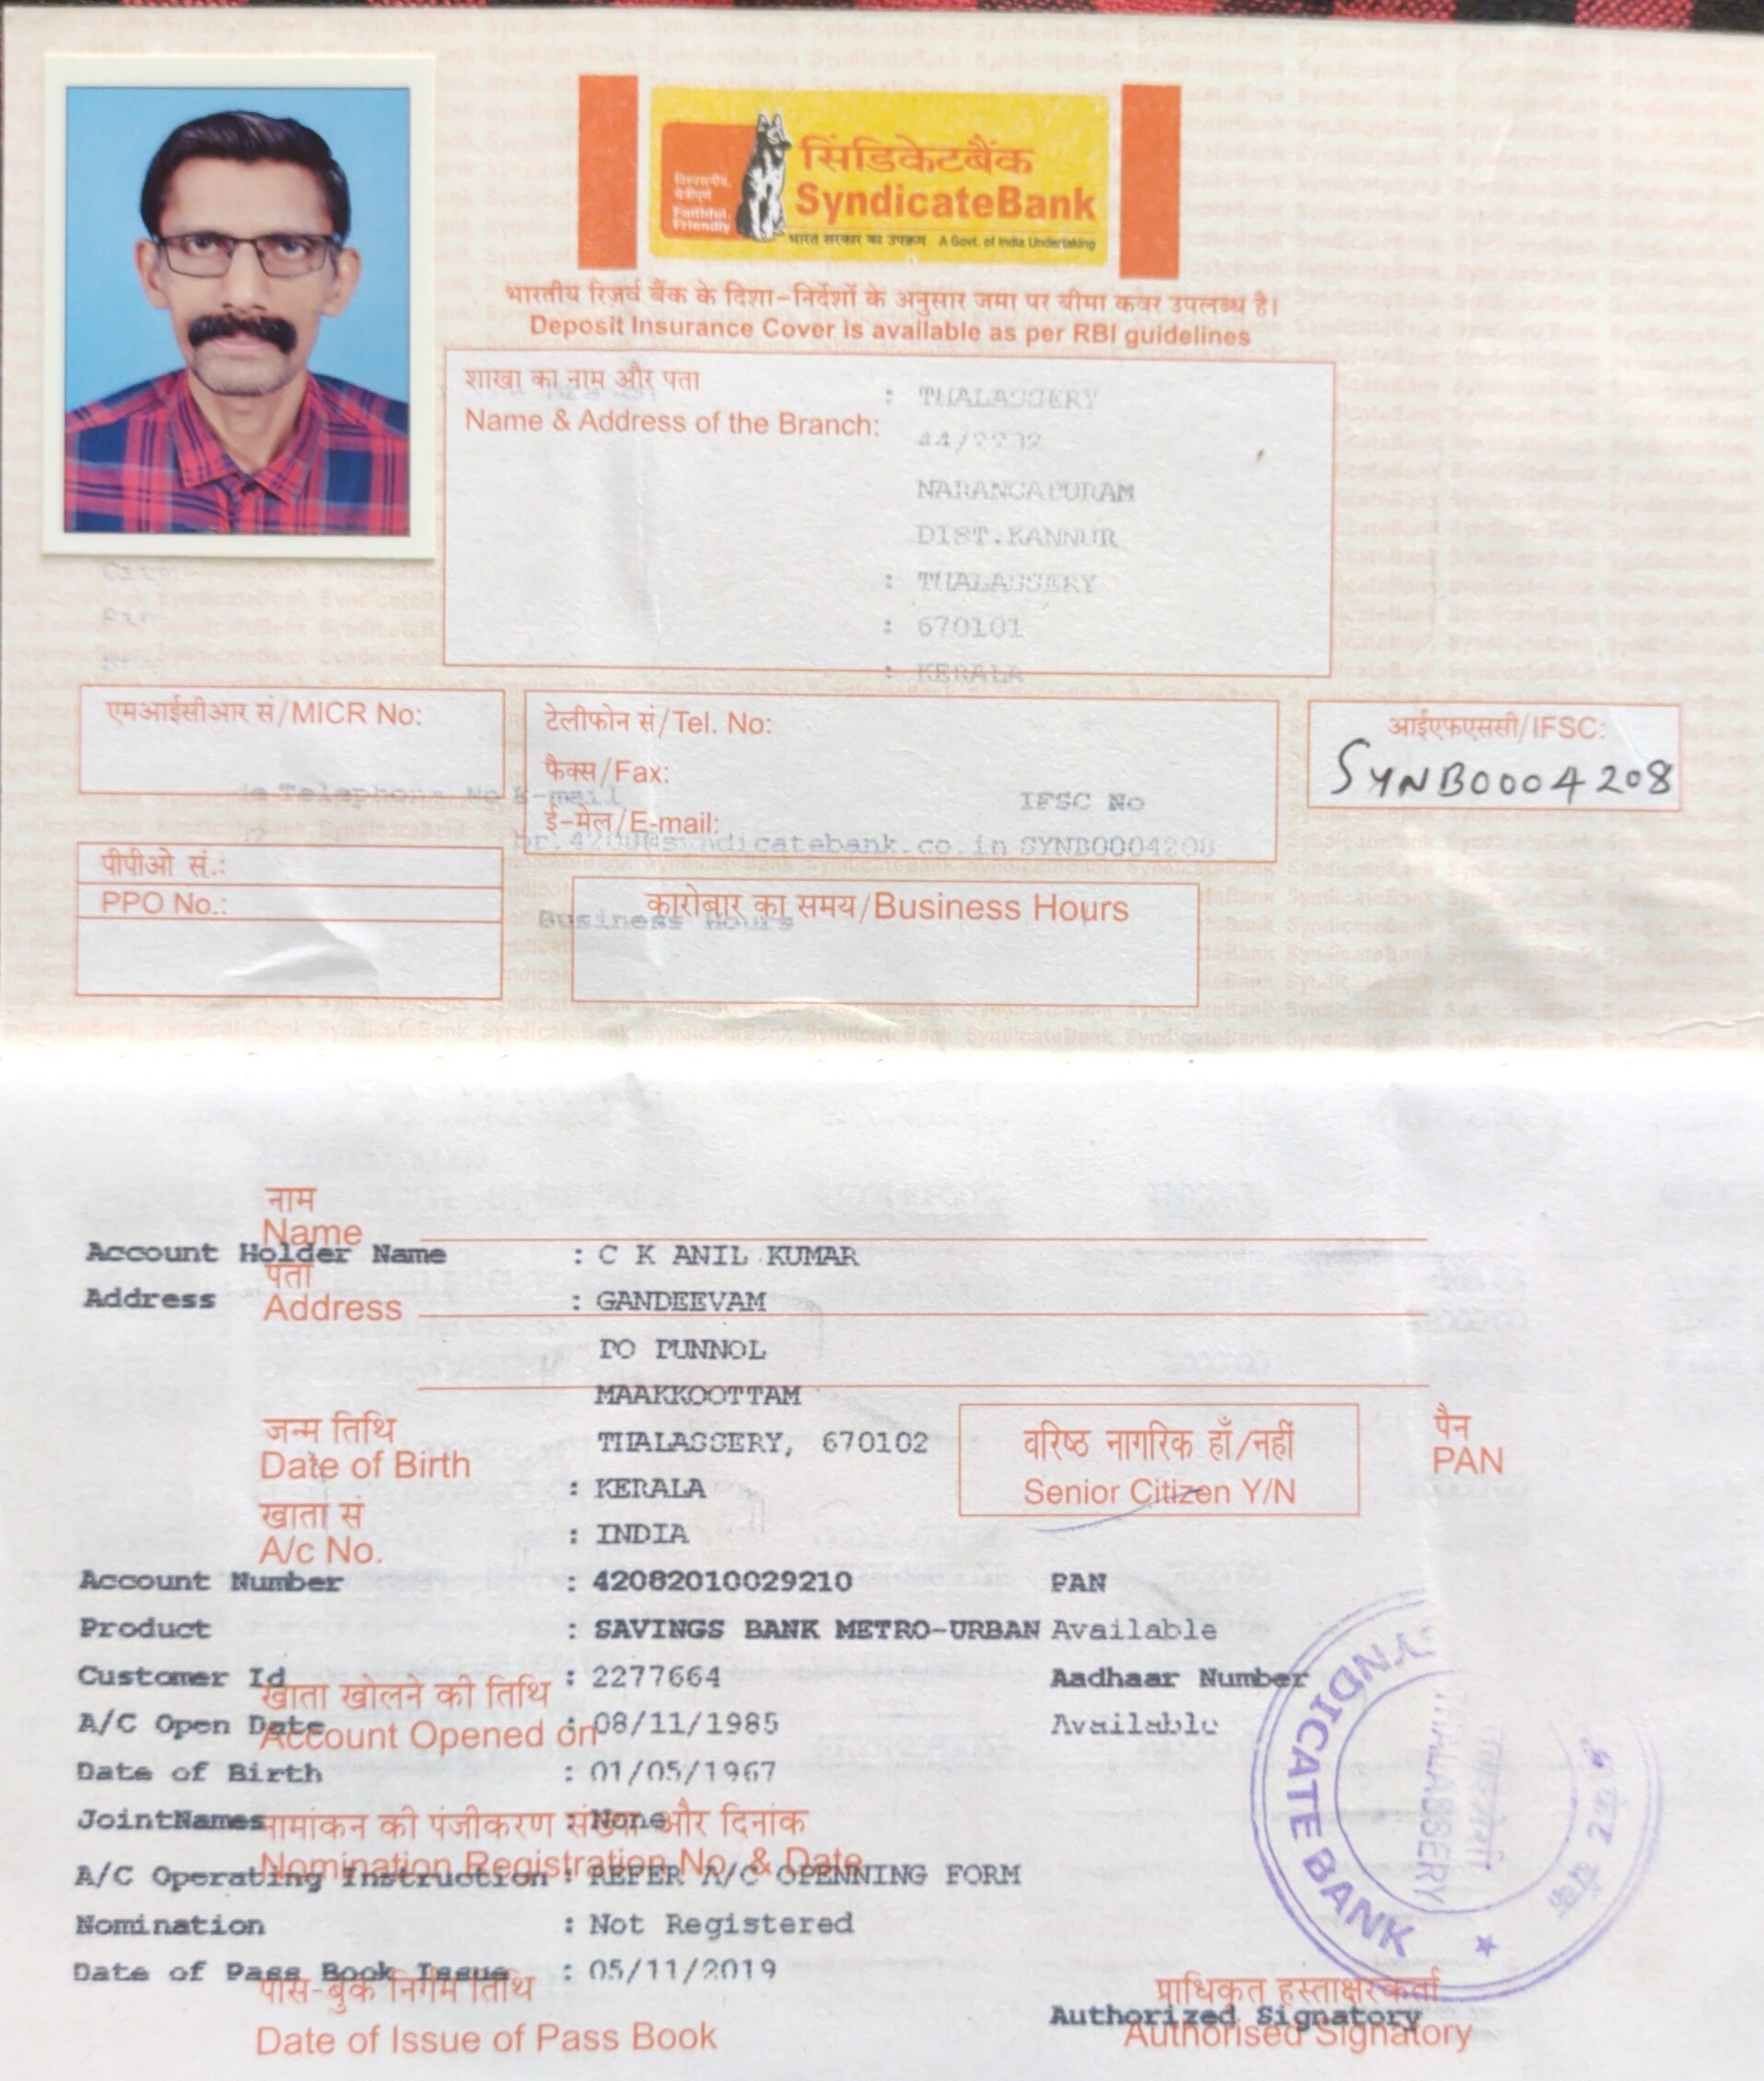 विश्वसनीय,
मैत्रीपूर्ण
Faithful,
Friendly
सिंडिकेटबैंक
SyndicateBank
भारत सरकार का उपक्रम A Govt. of India Undertaking
भारतीय रिज़र्व बैंक के दिशा-निर्देशों के अनुसार जमा पर बीमा कवर उपलब्ध है।
Deposit Insurance Cover is available as per RBI guidelines
शाखा का नाम और पता
Name & Address of the Branch:
: THALASSERY
NARANGAPURAM
DIST.KANNUR
: THALASSERY
: 670101
: KERALA
एमआईसीआर सं/MICR No:
टेलीफोन सं/Tel. No:
फैक्स/Fax:
ई-मेल/E-mail:
आईएफएससी/IFSC:
SYNB0004208
Telephone No E-mail
IFSC No
br.4208@syndicatebank.co.in SYNB0004208
पीपीओ सं.:
PPO No.:
कारोबार का समय/Business Hours
Business Hours
नाम
Name
Account Holder Name : C K ANIL KUMAR
पता
Address
Address : GANDEEVAM
PO PUNNOL
MAAKKOOTTAM
जन्म तिथि
Date of Birth
THALASSERY, 670102
वरिष्ठ नागरिक हाँ/नहीं
Senior Citizen Y/N
पैन
PAN
: KERALA
खाता सं
A/c No.
: INDIA
Account Number : 42082010029210 PAN
Product : SAVINGS BANK METRO-URBAN Available
Customer Id : 2277664 Aadhaar Number
खाता खोलने की तिथि
Account Opened on
A/C Open Date : 08/11/1985 Available
Date of Birth : 01/05/1967
JointNames : None
नामांकन की पंजीकरण संख्या और दिनांक
Nomination Registration No. & Date
A/C Operating Instruction : REFER A/C OPENNING FORM
Nomination : Not Registered
Date of Pass Book Issue : 05/11/2019
पास-बुक निर्गम तिथि
Date of Issue of Pass Book
प्राधिकृत हस्ताक्षरकर्ता
Authorized Signatory
Authorised Signatory
SYNDICATE BANK
THALASSERY